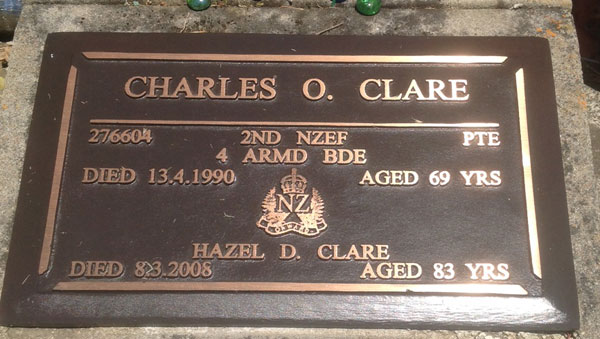 CHARLES O. CLARE
276604 2ND NZEF PTE
4 ARMD BDE
DIED 13.4.1990 AGED 69 YRS
NZ
ONWARD
HAZEL D. CLARE
DIED 8.3.2008 AGED 83 YRS